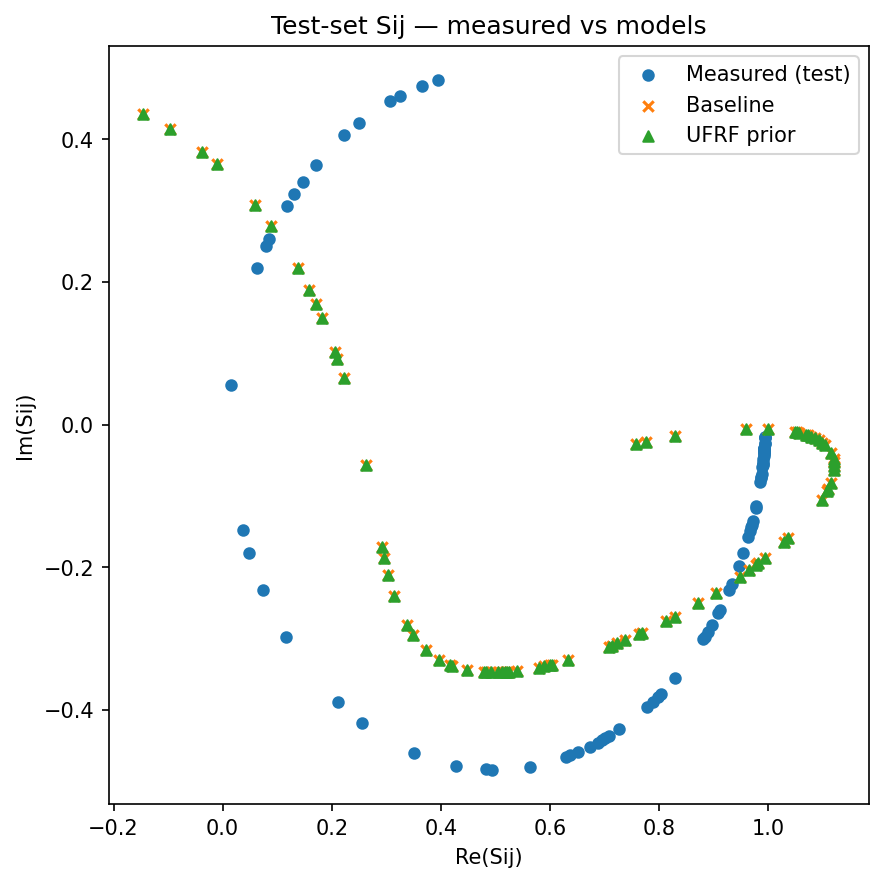 Test-set Sij — measured vs models
Measured (test)
Baseline
UFRF prior
Im(Sij)
0.4
0.2
0.0
−0.2
−0.4
−0.2
0.0
0.2
0.4
0.6
0.8
1.0
Re(Sij)